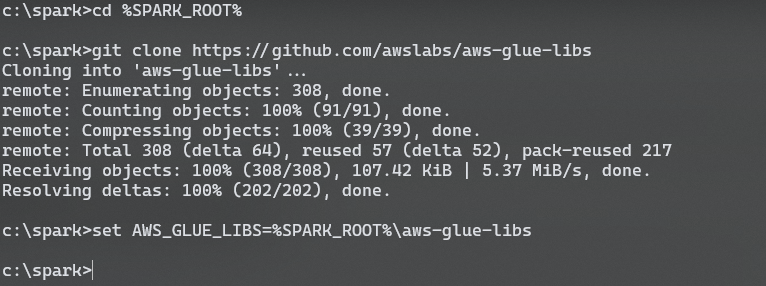 c:\spark>cd %SPARK_ROOT%
c:\spark>git clone https://github.com/awslabs/aws-glue-libs
Cloning into 'aws-glue-libs'...
remote: Enumerating objects: 308, done.
remote: Counting objects: 100% (91/91), done.
remote: Compressing objects: 100% (39/39), done.
remote: Total 308 (delta 64), reused 57 (delta 52), pack-reused 217
Receiving objects: 100% (308/308), 107.42 KiB | 5.37 MiB/s, done.
Resolving deltas: 100% (202/202), done.
c:\spark>set AWS_GLUE_LIBS=%SPARK_ROOT%\aws-glue-libs
c:\spark>